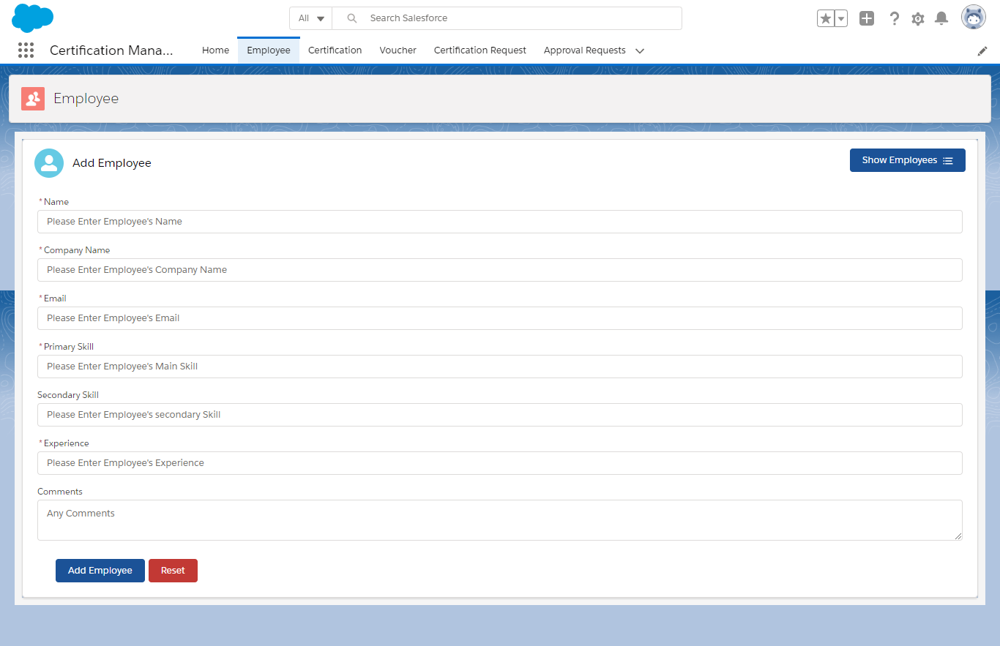 All
Search Salesforce
Certification Mana...
Home
Employee
Certification
Voucher
Certification Request
Approval Requests
Employee
Add Employee
Show Employees
*Name
Please Enter Employee's Name
*Company Name
Please Enter Employee's Company Name
*Email
Please Enter Employee's Email
*Primary Skill
Please Enter Employee's Main Skill
Secondary Skill
Please Enter Employee's secondary Skill
*Experience
Please Enter Employee's Experience
Comments
Any Comments
Add Employee
Reset